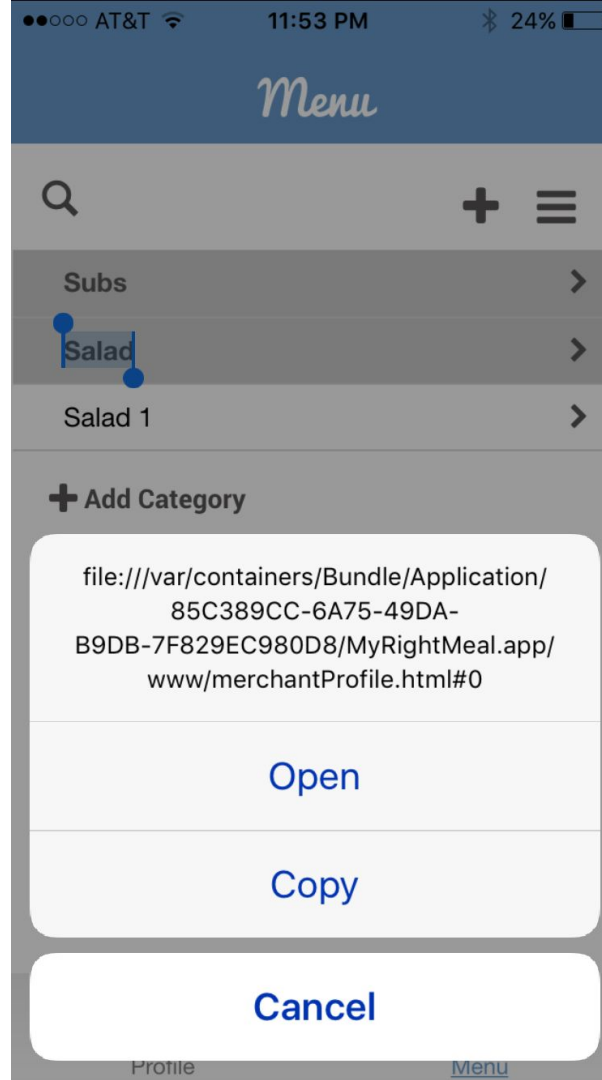 AT&T 11:53 PM 24%
Menu
Subs
Salad
Salad 1
Add Category
file:///var/containers/Bundle/Application/
85C389CC-6A75-49DA-
B9DB-7F829EC980D8/MyRightMeal.app/
www/merchantProfile.html#0
Open
Copy
Cancel
Profile Menu